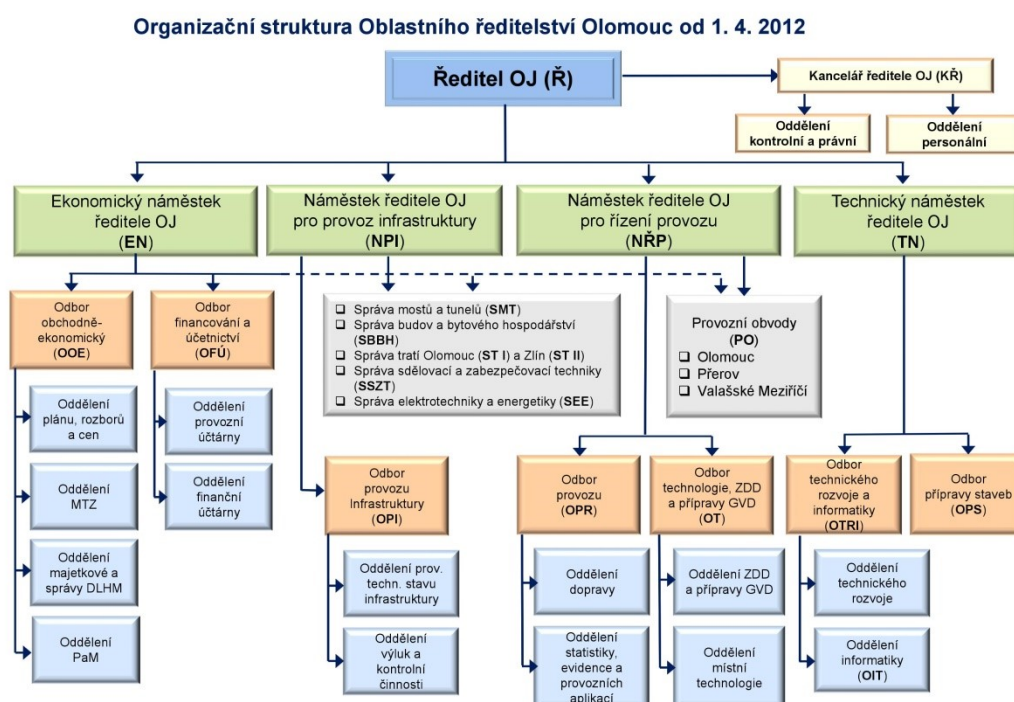 Organizační struktura Oblastního ředitelství Olomouc od 1. 4. 2012
Ředitel OJ (Ř)
Kancelář ředitele OJ (KŘ)
Oddělení
kontrolní a právní
Oddělení
personální
Ekonomický náměstek
ředitele OJ
(EN)
Náměstek ředitele OJ
pro provoz infrastruktury
(NPI)
Náměstek ředitele OJ
pro řízení provozu
(NŘP)
Technický náměstek
ředitele OJ
(TN)
Odbor
obchodně-
ekonomický
(OOE)
Odbor
financování a
účetnictví
(OFÚ)
Správa mostů a tunelů (SMT)
Správa budov a bytového hospodářství
(SBBH)
Správa tratí Olomouc (ST I) a Zlín (ST II)
Správa sdělovací a zabezpečovací techniky
(SSZT)
Správa elektrotechniky a energetiky (SEE)
Provozní obvody
(PO)
Olomouc
Přerov
Valašské Meziříčí
Oddělení
plánu, rozborů
a cen
Oddělení
MTZ
Oddělení
majetkové a
správy DLHM
Oddělení
PaM
Oddělení
provozní
účtárny
Oddělení
finanční
účtárny
Odbor
provozu
Infrastruktury
(OPI)
Oddělení prov.
techn. stavu
infrastruktury
Oddělení
výluk a
kontrolní
činnosti
Odbor
provozu
(OPR)
Odbor
technologie, ZDD
a přípravy GVD
(OT)
Odbor
technického
rozvoje a
informatiky
(OTRI)
Odbor
přípravy staveb
(OPS)
Oddělení
dopravy
Oddělení
statistiky,
evidence a
provozních
aplikací
Oddělení ZDD
a přípravy GVD
Oddělení
místní
technologie
Oddělení
technického
rozvoje
Oddělení
informatiky
(OIT)